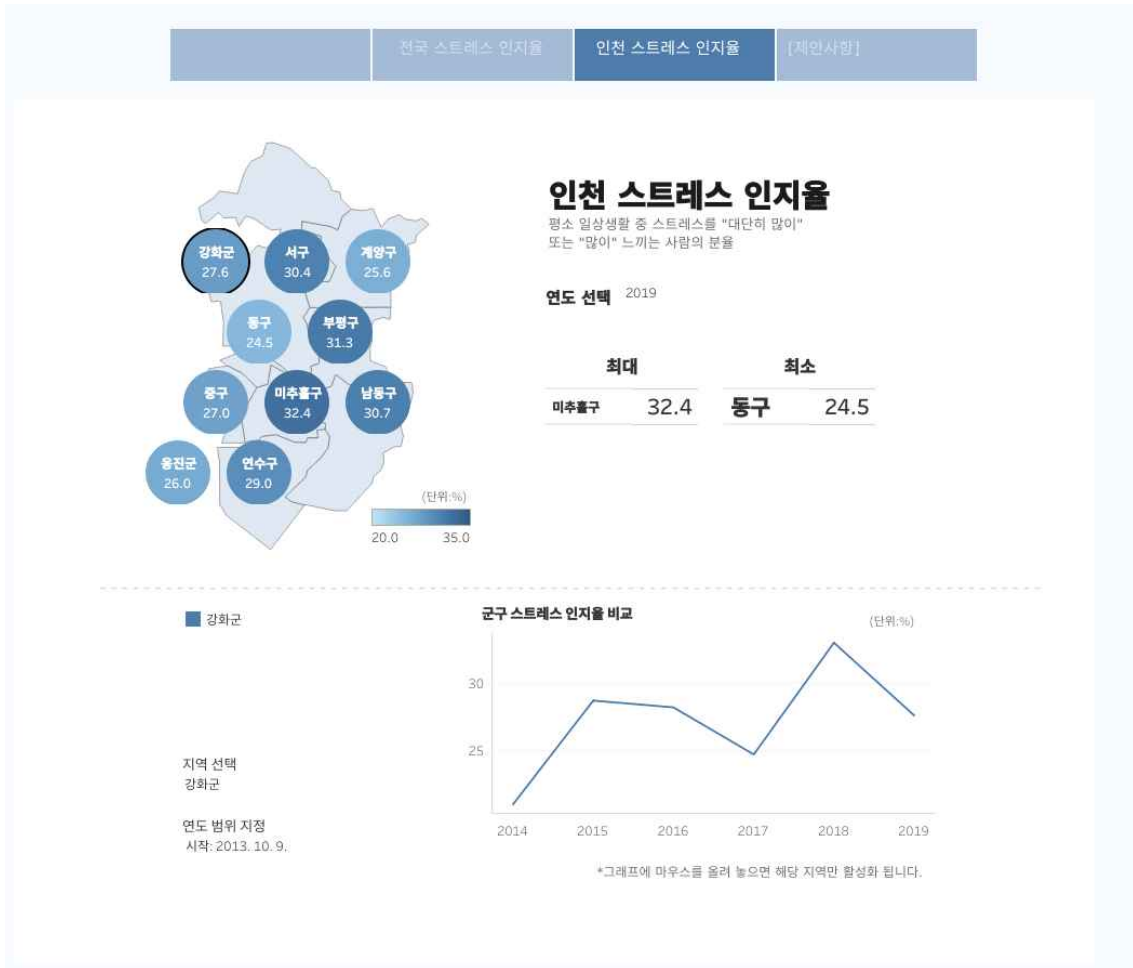 전국 스트레스 인지율
인천 스트레스 인지율
[제안사항]
인천 스트레스 인지율
평소 일상생활 중 스트레스를 "대단히 많이"
또는 "많이" 느끼는 사람의 분율
연도 선택 2019
최대 최소
미추홀구 32.4 동구 24.5
강화군 서구 계양구
27.6 30.4 25.6
동구 부평구
24.5 31.3
중구 미추홀구 남동구
27.0 32.4 30.7
옹진군 연수구
26.0 29.0
(단위:%)
20.0 35.0
강화군
지역 선택
강화군
연도 범위 지정
시작: 2013. 10. 9.
군구 스트레스 인지율 비교
(단위:%)
30
25
2014 2015 2016 2017 2018 2019
*그래프에 마우스를 올려 놓으면 해당 지역만 활성화 됩니다.